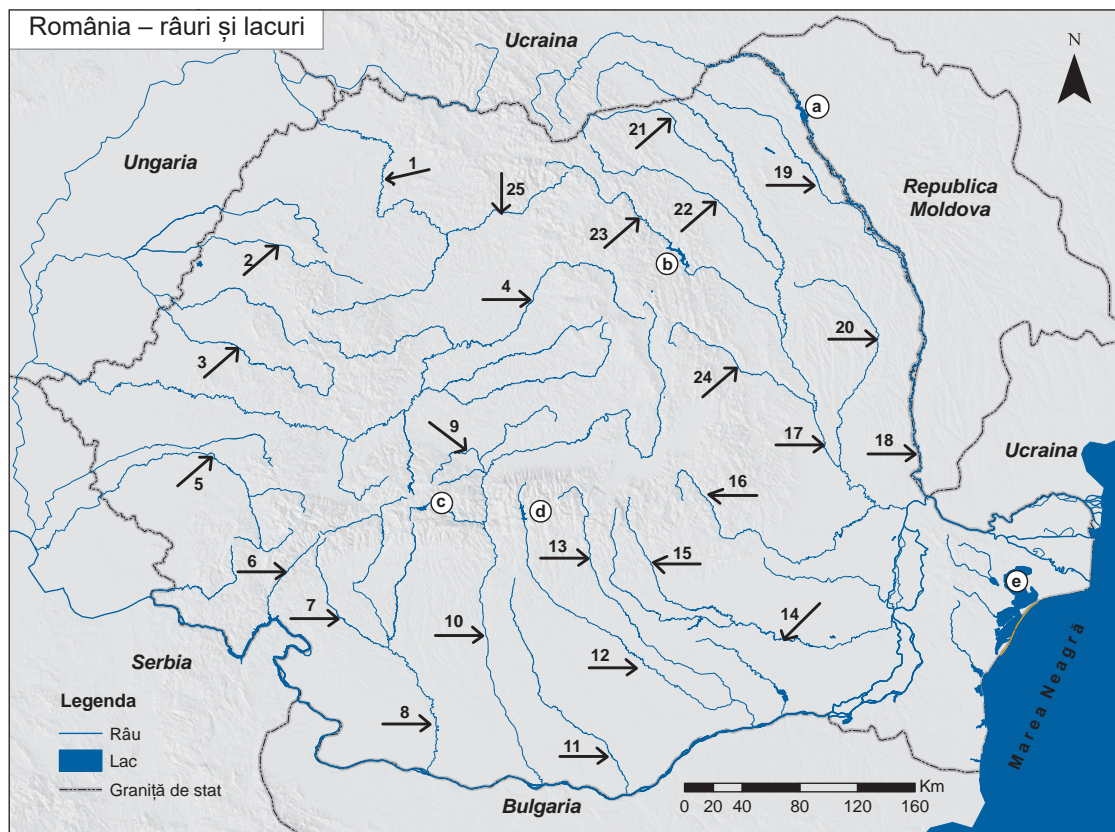 România – râuri și lacuri
Ucraina
N
a
21
1
Ungaria
25
19
Republica
Moldova
22
23
2
b
4
20
3
24
9
17
18
Ucraina
5
16
c
d
13
15
6
e
7
14
10
12
Serbia
Marea Neagră
Legenda
8
Râu
11
Lac
Km
Graniță de stat
Bulgaria
0 20 40 80 120 160